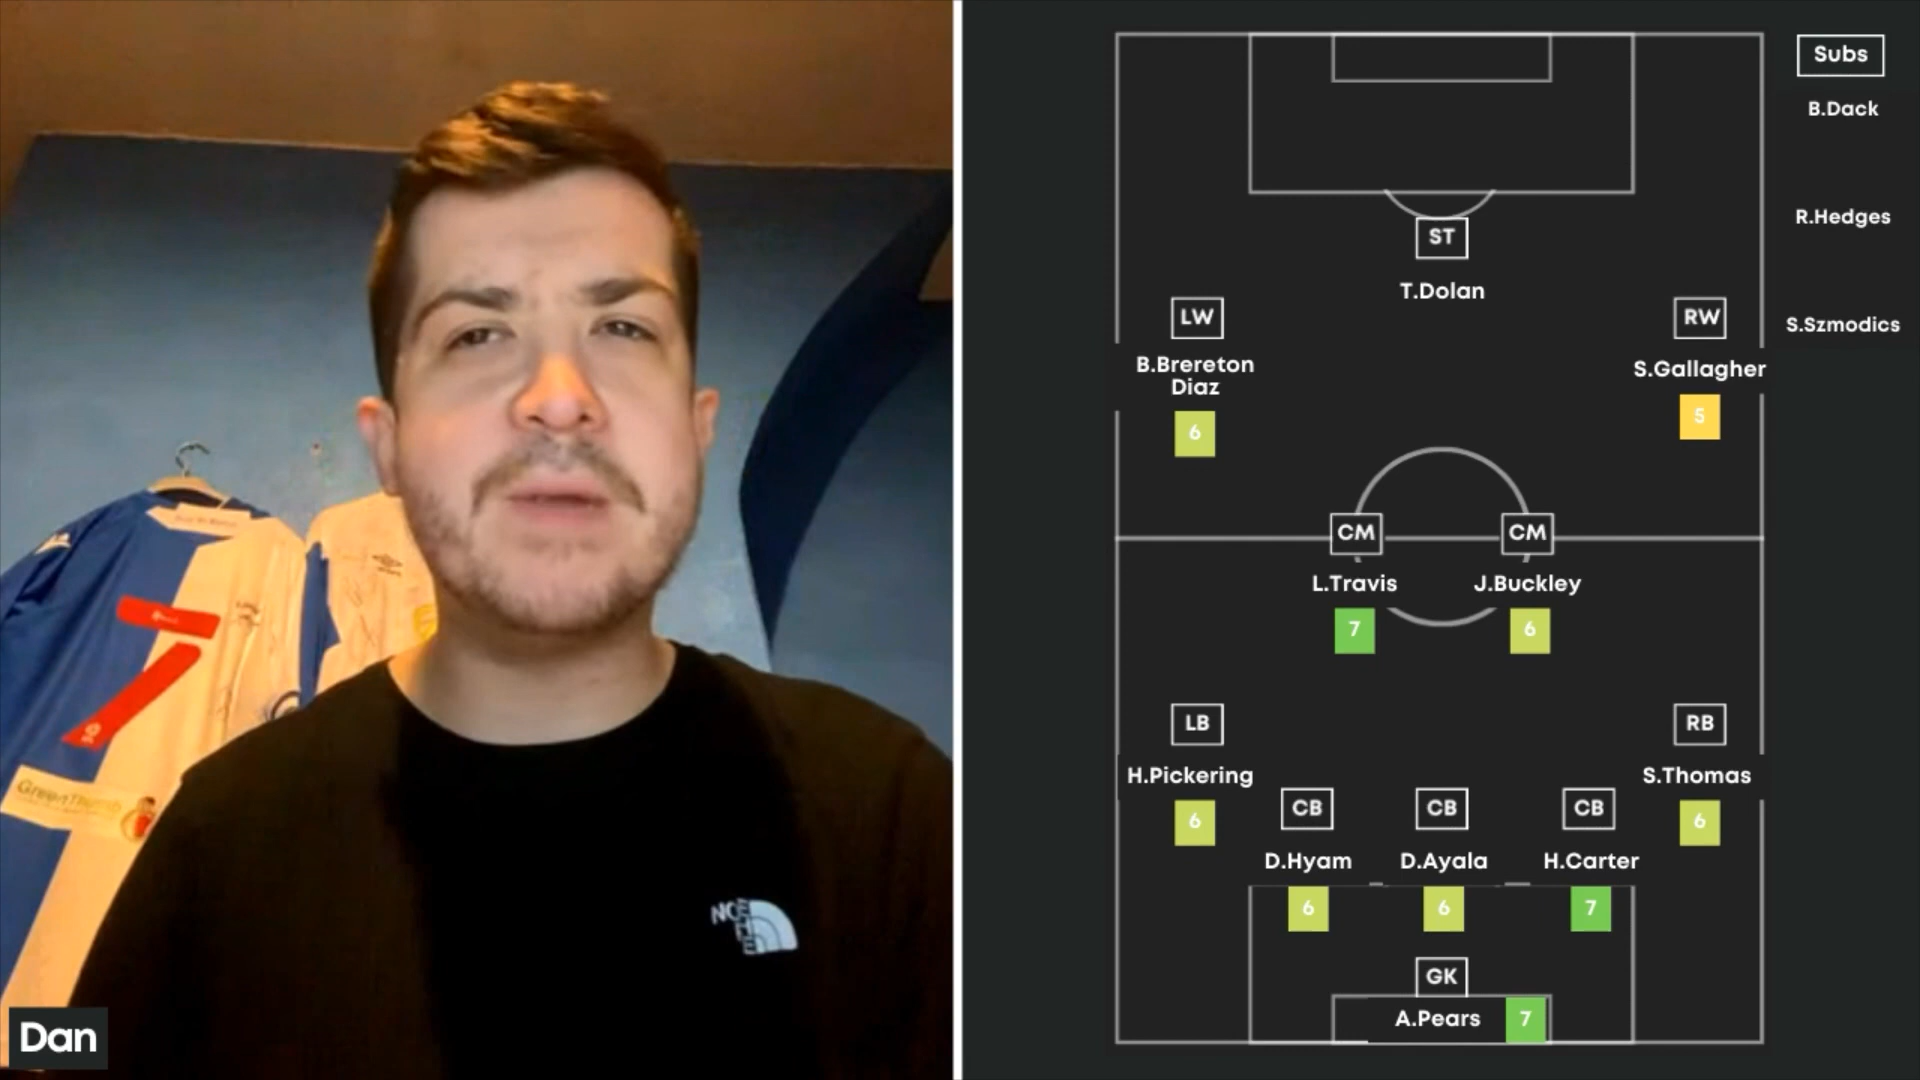 Subs
B.Dack
R.Hedges
S.Szmodics
ST
T.Dolan
LW
B.Brereton
Diaz
6
RW
S.Gallagher
5
CM
L.Travis
7
CM
J.Buckley
6
LB
H.Pickering
6
RB
S.Thomas
6
CB
D.Hyam
6
CB
D.Ayala
6
CB
H.Carter
7
GK
A.Pears
7
GreenThumb
Dan